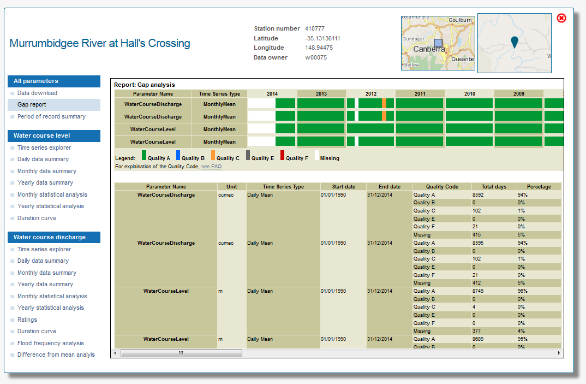 Murrumbidgee River at Hall's Crossing
Station number 410777
Latitude -35.13136111
Longitude 148.94475
Data owner w00075
Goulburn
Canberra
All parameters
Data download
Gap report
Period of record summary
Water course level
Time series explorer
Daily data summary
Monthly data summary
Yearly data summary
Monthly statistical analysis
Yearly statistical analysis
Duration curve
Water course discharge
Time series explorer
Daily data summary
Monthly data summary
Yearly data summary
Monthly statistical analysis
Yearly statistical analysis
Ratings
Duration curve
Flood frequency analysis
Difference from mean analyis
Report: Gap analysis
Parameter Name Time Series Type 2014 2013 2012 2011 2010 2009
WaterCourseDischarge MonthlyMean
WaterCourseDischarge MonthlyMean
WaterCourseLevel MonthlyMean
WaterCourseLevel MonthlyMean
Legend: Quality A Quality B Quality C Quality E Quality F Missing
For explaination of the Quality Code, see FAQ
Parameter Name Unit Time Series Type Start date End date Quality Code Total days Percetage
WaterCourseDischarge cumec Daily Mean 01/01/1990 31/12/2014 Quality A 8592 94%
Quality B 0 0%
Quality C 102 1%
Quality E 0 0%
Quality F 21 0%
Missing 415 5%
WaterCourseDischarge cumec Daily Mean 01/01/1990 31/12/2014 Quality A 8595 94%
Quality B 0 0%
Quality C 102 1%
Quality E 0 0%
Quality F 21 0%
Missing 412 5%
WaterCourseLevel m Daily Mean 01/01/1990 31/12/2014 Quality A 8749 96%
Quality B 0 0%
Quality C 4 0%
Quality E 0 0%
Quality F 0 0%
Missing 377 4%
WaterCourseLevel m Daily Mean 01/01/1990 31/12/2014 Quality A 8689 95%
Quality B 0 0%